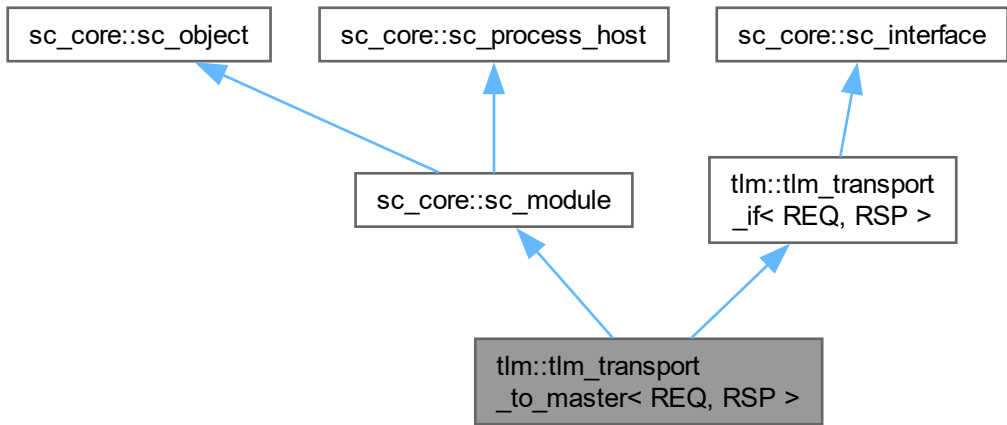 sc_core::sc_object
sc_core::sc_process_host
sc_core::sc_interface
sc_core::sc_module
tlm::tlm_transport
_if< REQ, RSP >
tlm::tlm_transport
_to_master< REQ, RSP >